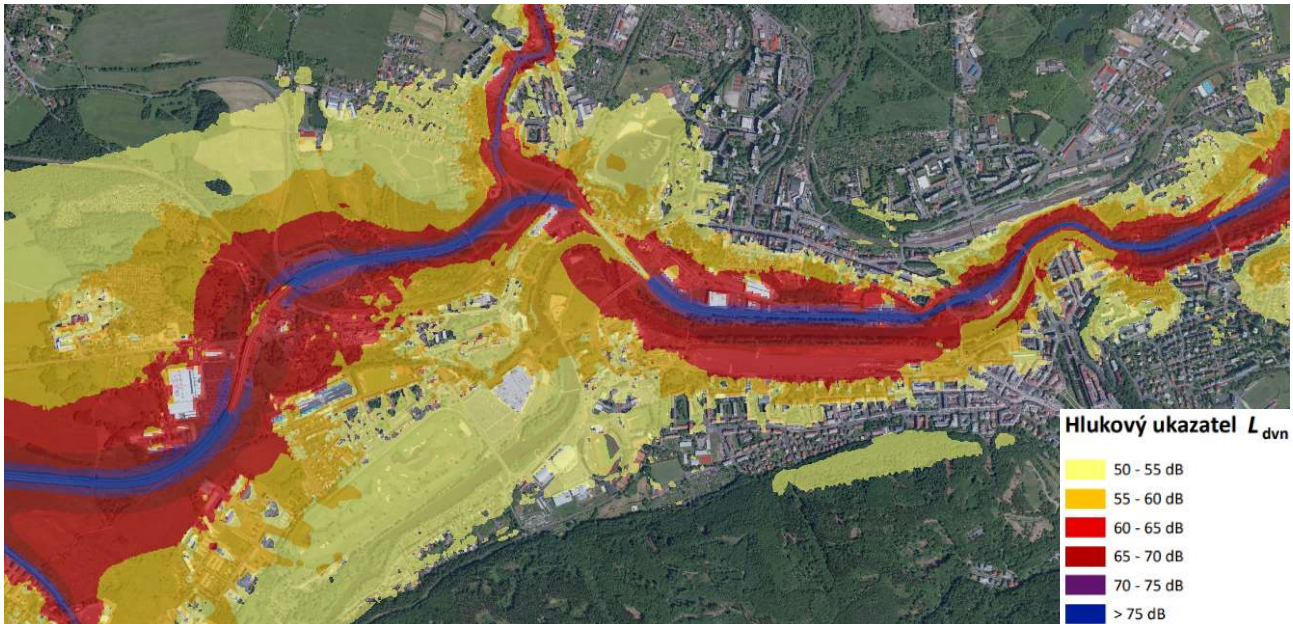 Hlukový ukazatel L dvn
50 - 55 dB
55 - 60 dB
60 - 65 dB
65 - 70 dB
70 - 75 dB
> 75 dB